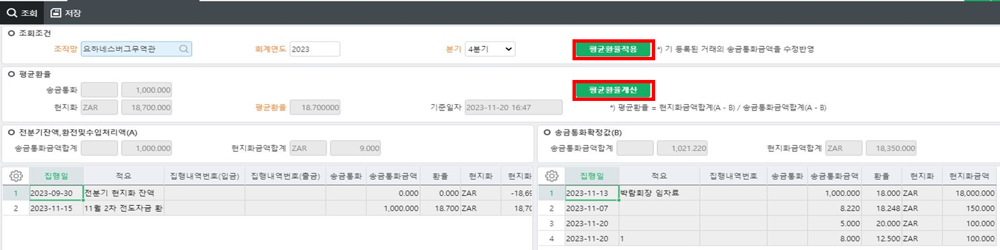 조회 저장
조회조건
조직망 요하네스버그무역관 회계연도 2023 분기 4분기 평균환율적용 *) 기 등록된 거래의 송금통화금액을 수정반영
평균환율
송금통화 1,000.000 평균환율계산
현지화 ZAR 18,700.000 평균환율 18.700000 기준일자 2023-11-20 16:47 *) 평균환율 = 현지화금액합계(A - B) / 송금통화금액합계(A - B)
전분기잔액,환전및수입처리액(A)
송금통화금액합계 1,000.000 현지화금액합계 ZAR 9.000
집행일 적요 집행내역번호(입금) 집행내역번호(출금) 송금통화 송금통화금액 환율 현지화 현지화
1 2023-09-30 전분기 현지화 잔액 0.000 0.000 ZAR -18,69
2 2023-11-15 11월 2차 전도자금 환 1,000.000 18.700 ZAR 18,70
송금통화확정값(B)
송금통화금액합계 1,021.220 현지화금액합계 ZAR 18,350.000
집행일 적요 집행내역번호 송금통화 송금통화금액 환율 현지화 현지화금액
1 2023-11-13 박람회장 임차료 1,000.000 18.000 ZAR 18,000.000
2 2023-11-07 8.220 18.248 ZAR 150.000
3 2023-11-20 5.000 20.000 ZAR 100.000
4 2023-11-20 1 8.000 12.500 ZAR 100.000